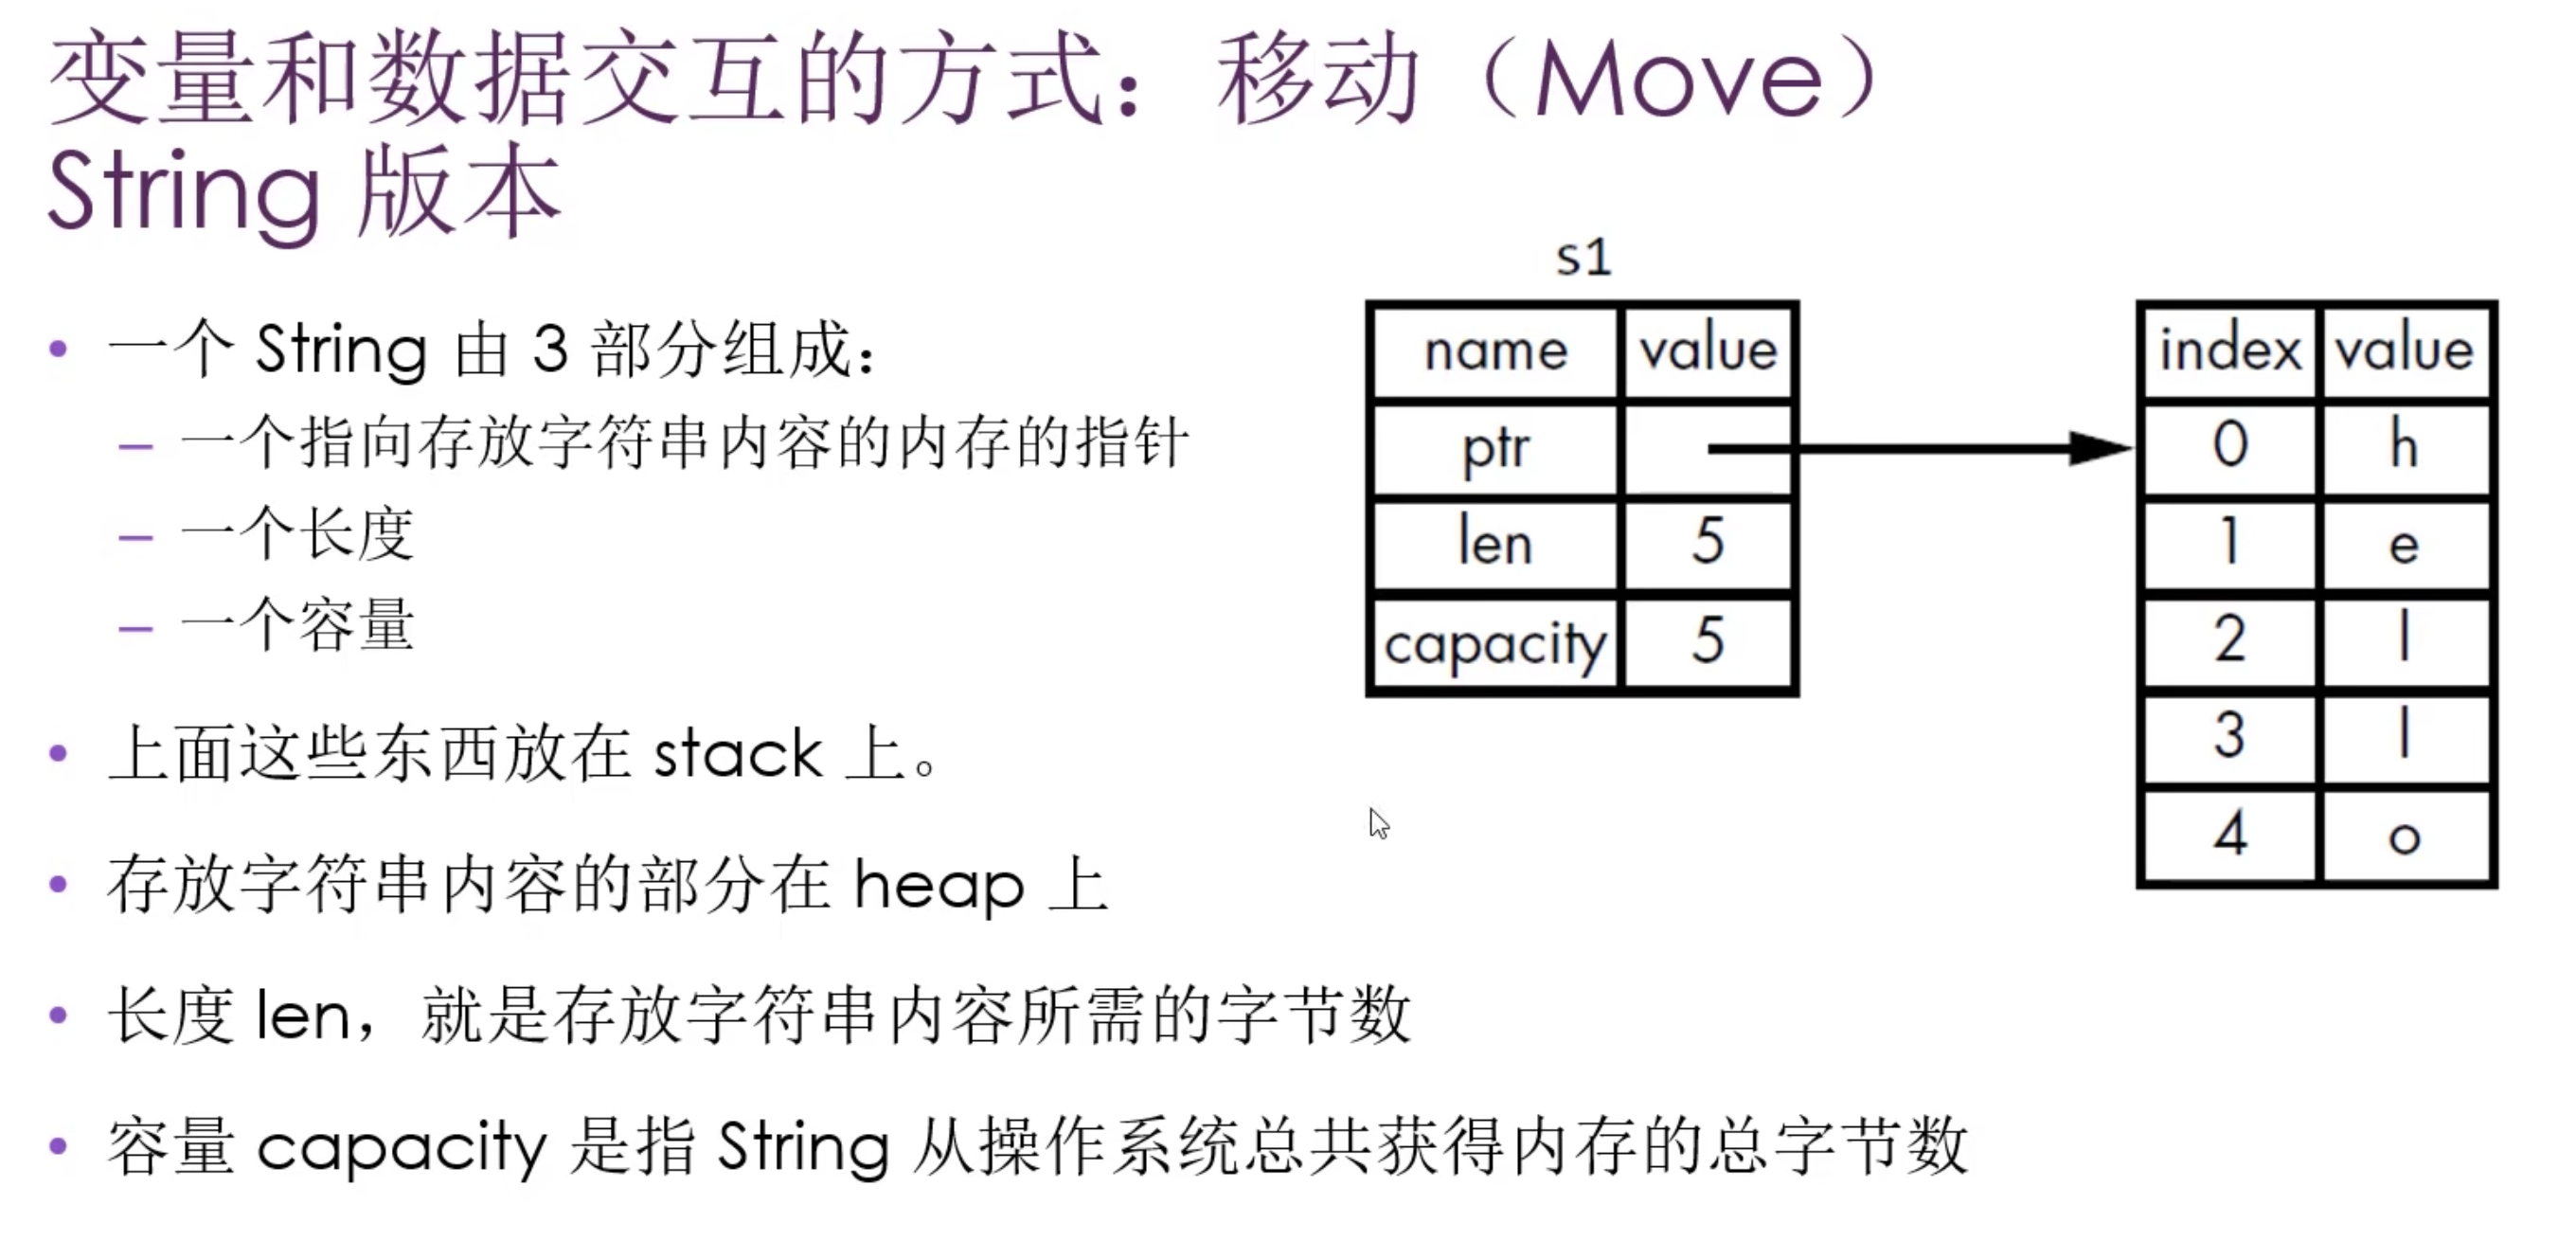 变量和数据交互的方式：移动（Move）
String 版本
• 一个 String 由 3 部分组成：
– 一个指向存放字符串内容的内存的指针
– 一个长度
– 一个容量
• 上面这些东西放在 stack 上。
• 存放字符串内容的部分在 heap 上
• 长度 len，就是存放字符串内容所需的字节数
• 容量 capacity 是指 String 从操作系统总共获得内存的总字节数
s1
name value
ptr
len 5
capacity 5
index value
0 h
1 e
2 l
3 l
4 o